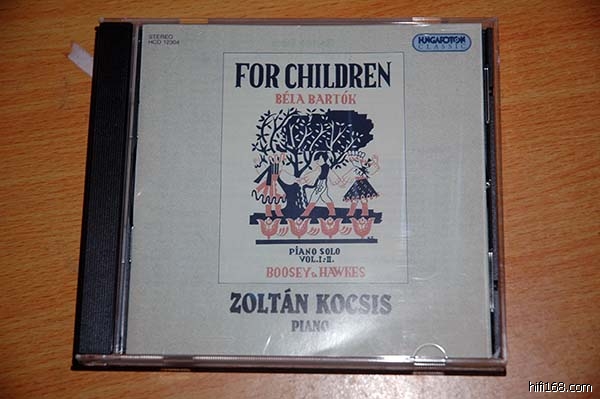 STEREO
HCD 12304
HUNGAROTON
CLASSIC
FOR CHILDREN
BÉLA BARTÓK
PIANO SOLO
VOL. I-II.
BOOSEY & HAWKES
ZOLTÁN KOCSIS
PIANO
hifi168.com